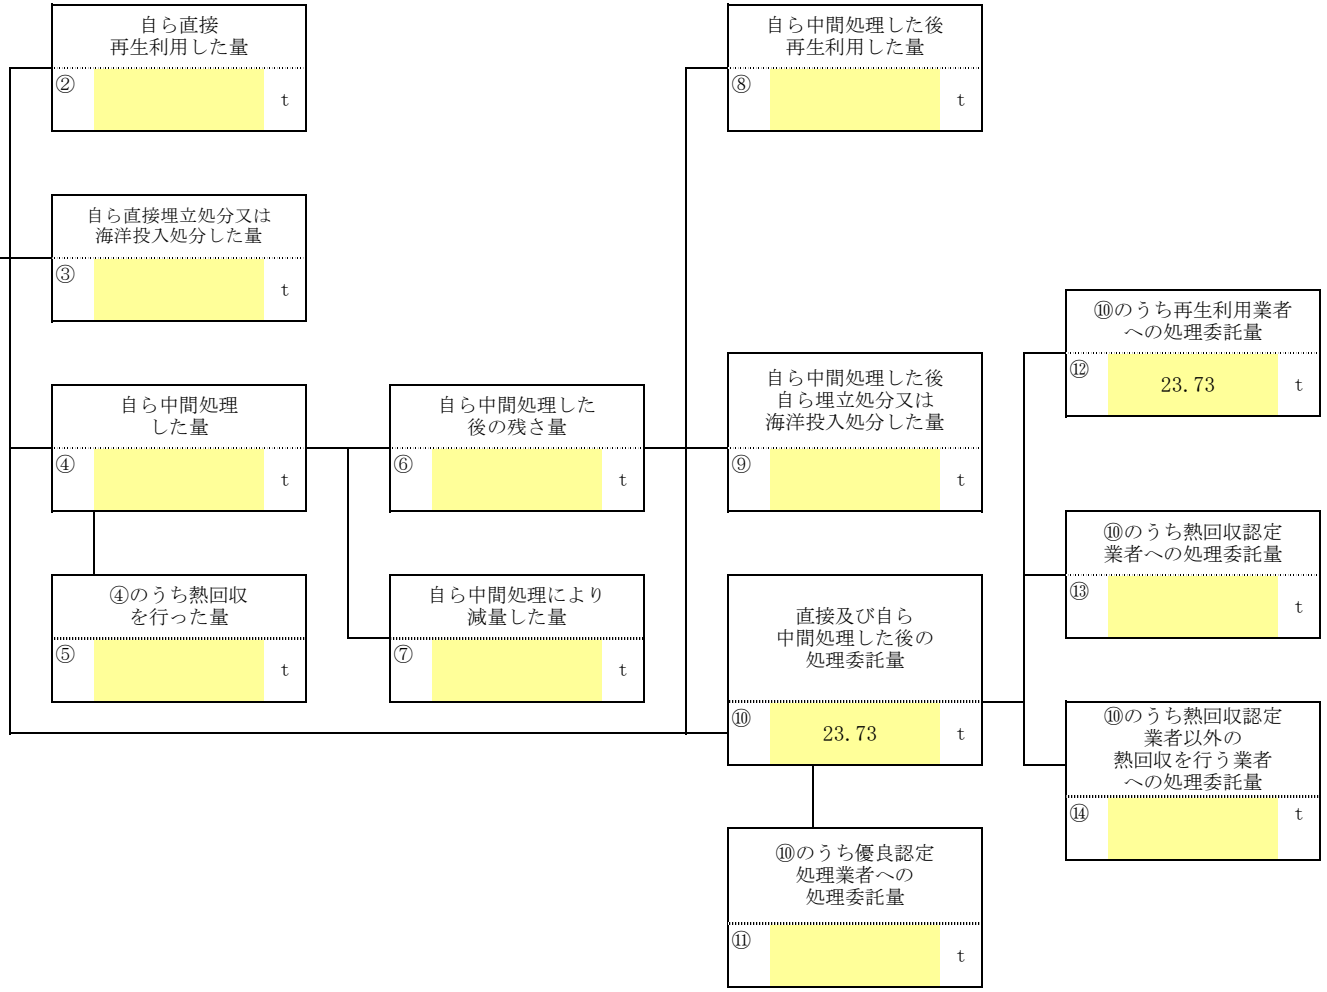 自ら直接
再生利用した量
② t
自ら直接埋立処分又は
海洋投入処分した量
③ t
自ら中間処理
した量
④ t
④のうち熱回収
を行った量
⑤ t
自ら中間処理した
後の残さ量
⑥ t
自ら中間処理により
減量した量
⑦ t
自ら中間処理した後
再生利用した量
⑧ t
自ら中間処理した後
自ら埋立処分又は
海洋投入処分した量
⑨ t
直接及び自ら
中間処理した後の
処理委託量
⑩ 23.73 t
⑩のうち優良認定
処理業者への
処理委託量
⑪ t
⑩のうち再生利用業者
への処理委託量
⑫ 23.73 t
⑩のうち熱回収認定
業者への処理委託量
⑬ t
⑩のうち熱回収認定
業者以外の
熱回収を行う業者
への処理委託量
⑭ t